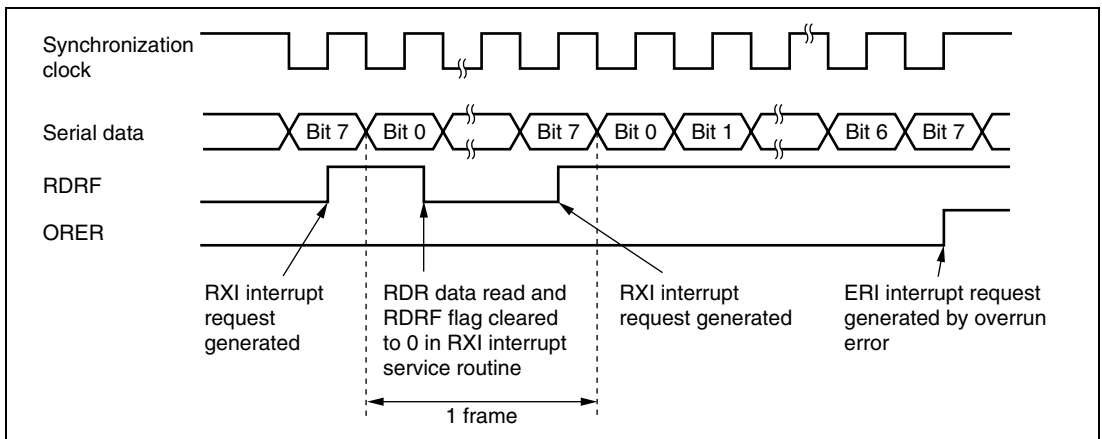 Synchronization
clock
Serial data
Bit 7 Bit 0 Bit 7 Bit 0 Bit 1 Bit 6 Bit 7
RDRF
ORER
RXI interrupt
request
generated
RDR data read and
RDRF flag cleared
to 0 in RXI interrupt
service routine
RXI interrupt
request generated
ERI interrupt request
generated by overrun
error
1 frame